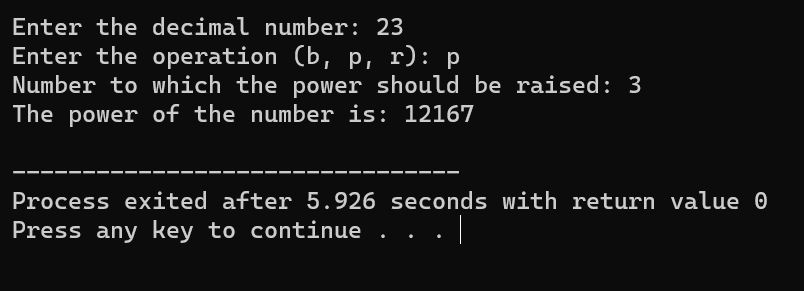 Enter the decimal number: 23
Enter the operation (b, p, r): p
Number to which the power should be raised: 3
The power of the number is: 12167
--------------------------------
Process exited after 5.926 seconds with return value 0
Press any key to continue . . .